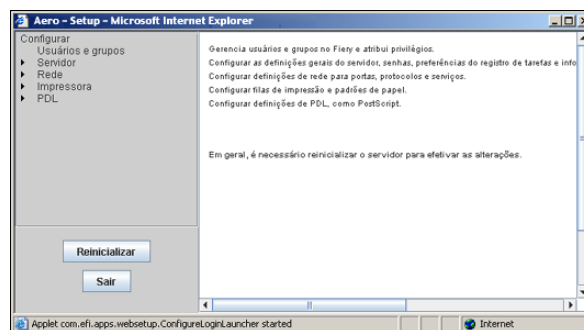 Aero - Setup - Microsoft Internet Explorer
Configurar
Usuários e grupos
Servidor
Rede
Impressora
PDL
Gerencia usuários e grupos no Fiery e atribui privilégios.
Configurar as definições gerais do servidor, senhas, preferências do registro de tarefas e info
Configurar definições de rede para portas, protocolos e serviços.
Configurar filas de impressão e padrões de papel.
Configurar definições de PDL, como PostScript.
Em geral, é necessário reinicializar o servidor para efetivar as alterações.
Reinicializar
Sair
Applet com.efi.apps.websetup.ConfigureLoginLauncher started
Internet